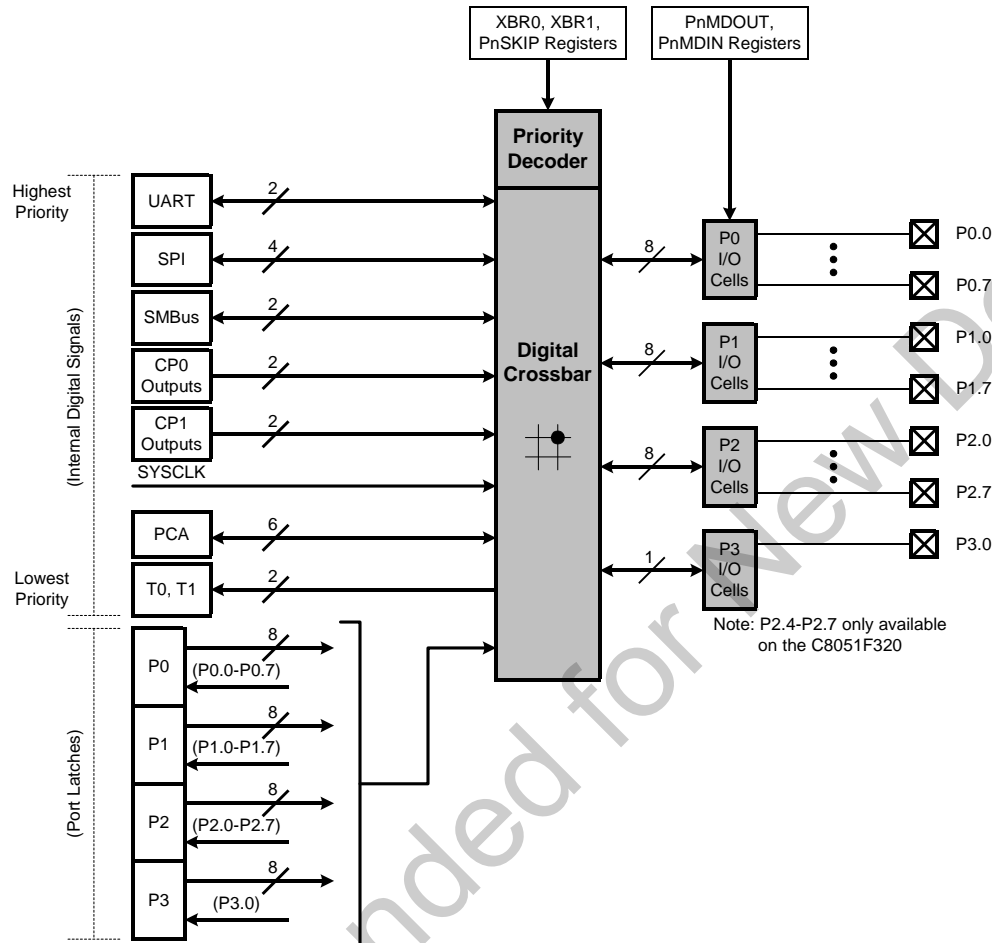 XBR0, XBR1,
PnSKIP Registers
PnMDOUT,
PnMDIN Registers
Priority
Decoder
Highest
Priority
(Internal Digital Signals)
UART
2
SPI
4
SMBus
2
CP0
Outputs
2
CP1
Outputs
2
SYSCLK
PCA
6
Lowest
Priority
T0, T1
2
Digital
Crossbar
8
P0
I/O
Cells
P0.0
P0.7
8
P1
I/O
Cells
P1.0
P1.7
8
P2
I/O
Cells
P2.0
P2.7
1
P3
I/O
Cells
P3.0
Note: P2.4-P2.7 only available
on the C8051F320
(Port Latches)
P0
8
(P0.0-P0.7)
P1
8
(P1.0-P1.7)
P2
8
(P2.0-P2.7)
P3
8
(P3.0)
nded for New De